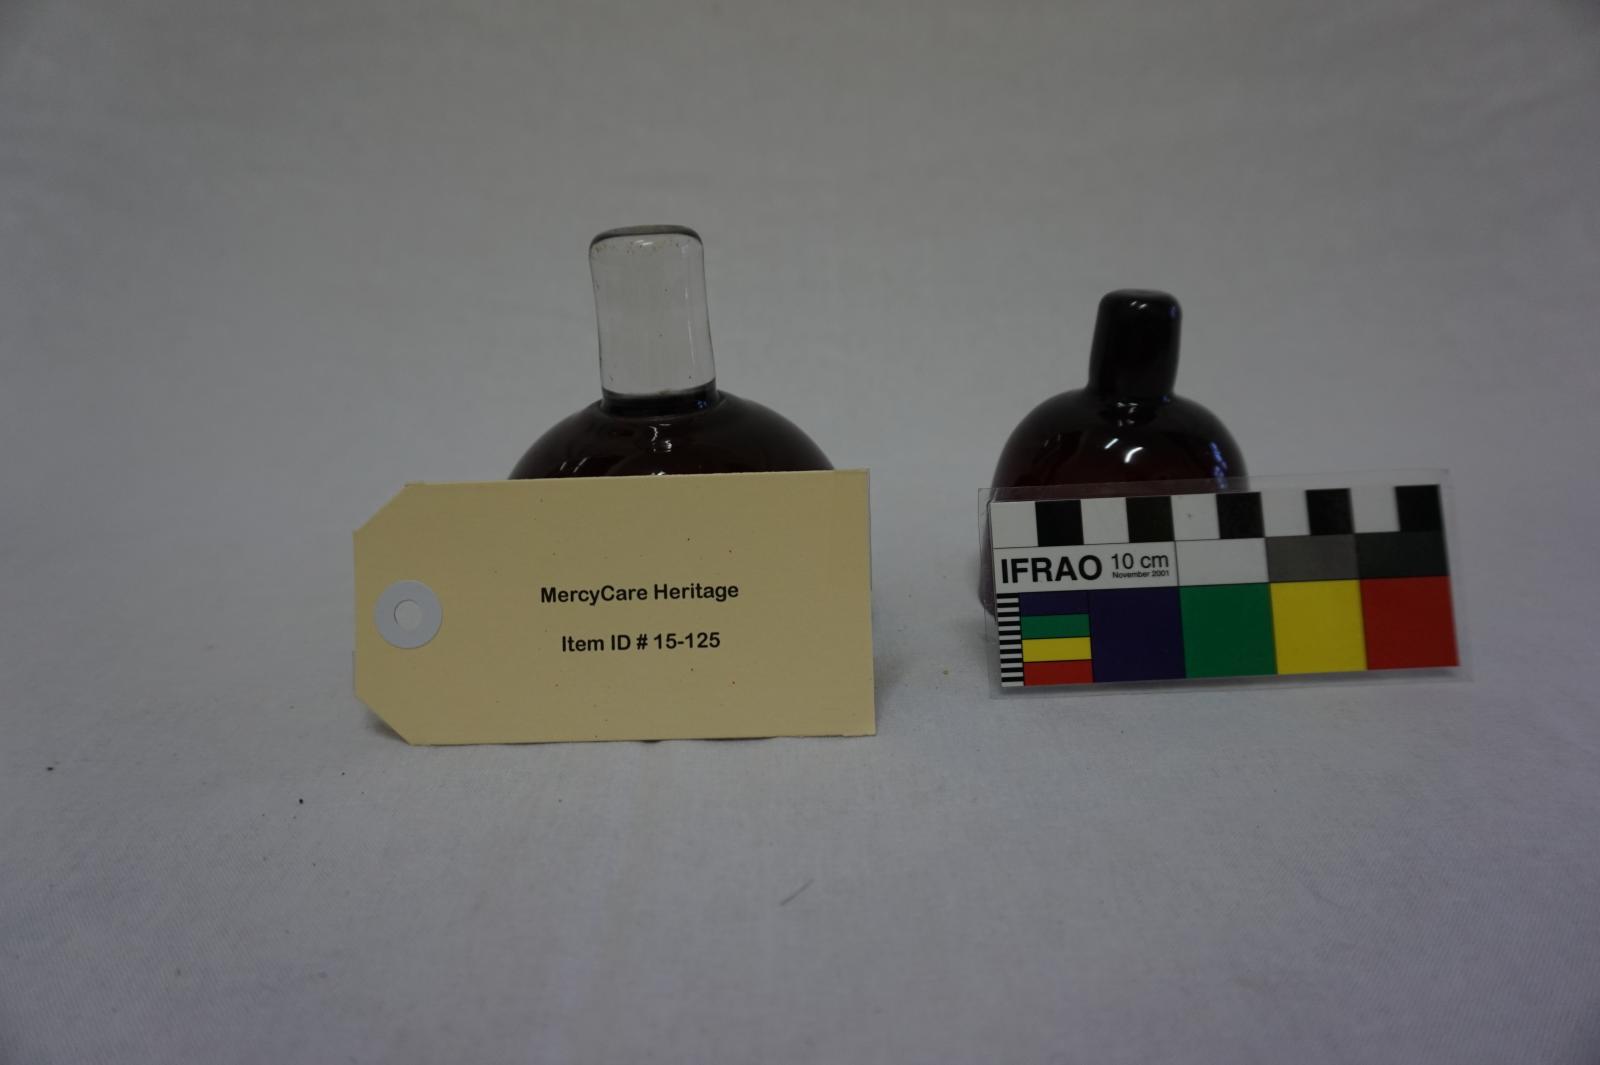 MercyCare Heritage
Item ID # 15-125
IFRAO 10 cm
November 2001